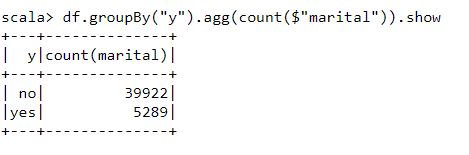 scala> df.groupBy("y").agg(count($"marital")).show
+---+--------------+
|  y|count(marital)|
+---+--------------+
| no|         39922|
|yes|          5289|
+---+--------------+